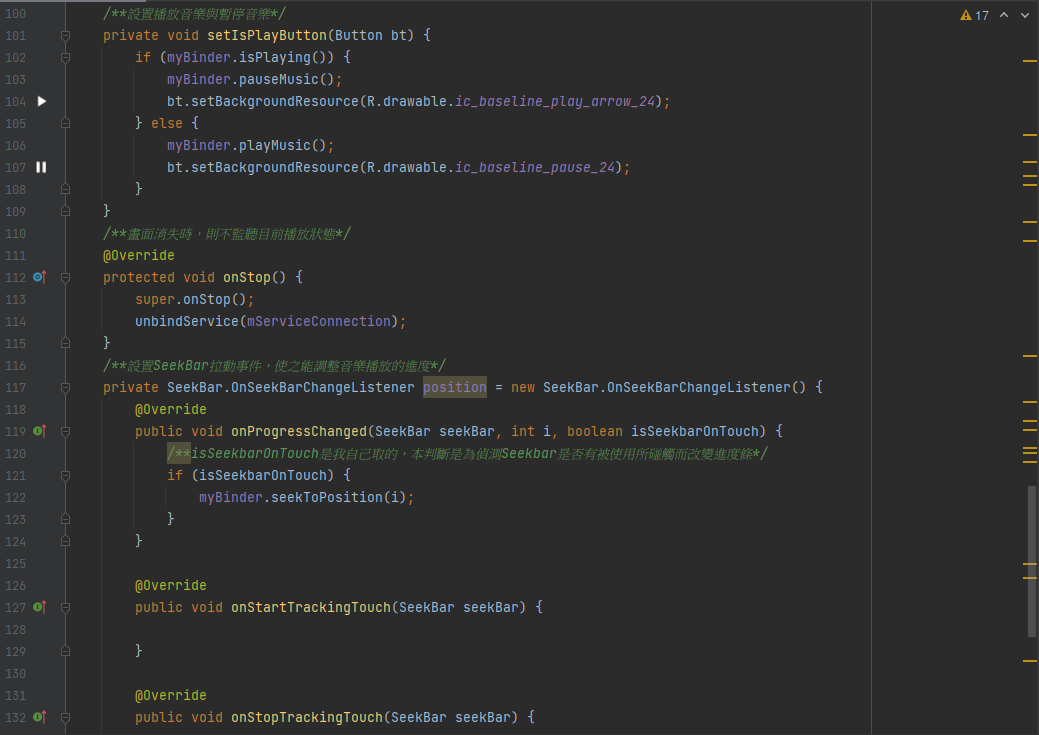 100 /**設置播放音樂與暫停音樂*/
101 private void setIsPlayButton(Button bt) {
102 if (myBinder.isPlaying()) {
103 myBinder.pauseMusic();
104 bt.setBackgroundResource(R.drawable.ic_baseline_play_arrow_24);
105 } else {
106 myBinder.playMusic();
107 bt.setBackgroundResource(R.drawable.ic_baseline_pause_24);
108 }
109 }
110 /**畫面消失時，則不監聽目前播放狀態*/
111 @Override
112 protected void onStop() {
113 super.onStop();
114 unbindService(mServiceConnection);
115 }
116 /**設置SeekBar拉動事件，使之能調整音樂播放的進度*/
117 private SeekBar.OnSeekBarChangeListener position = new SeekBar.OnSeekBarChangeListener() {
118 @Override
119 public void onProgressChanged(SeekBar seekBar, int i, boolean isSeekbarOnTouch) {
120 /**isSeekbarOnTouch是我自己取的，本判斷是為偵測Seekbar是否有被使用所碰觸而改變進度條*/
121 if (isSeekbarOnTouch) {
122 myBinder.seekToPosition(i);
123 }
124 }
125
126 @Override
127 public void onStartTrackingTouch(SeekBar seekBar) {
128
129 }
130
131 @Override
132 public void onStopTrackingTouch(SeekBar seekBar) {
17